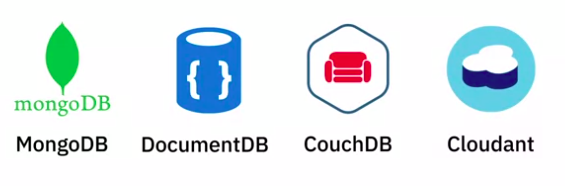 mongoDB
{ }
MongoDB
DocumentDB
CouchDB
Cloudant